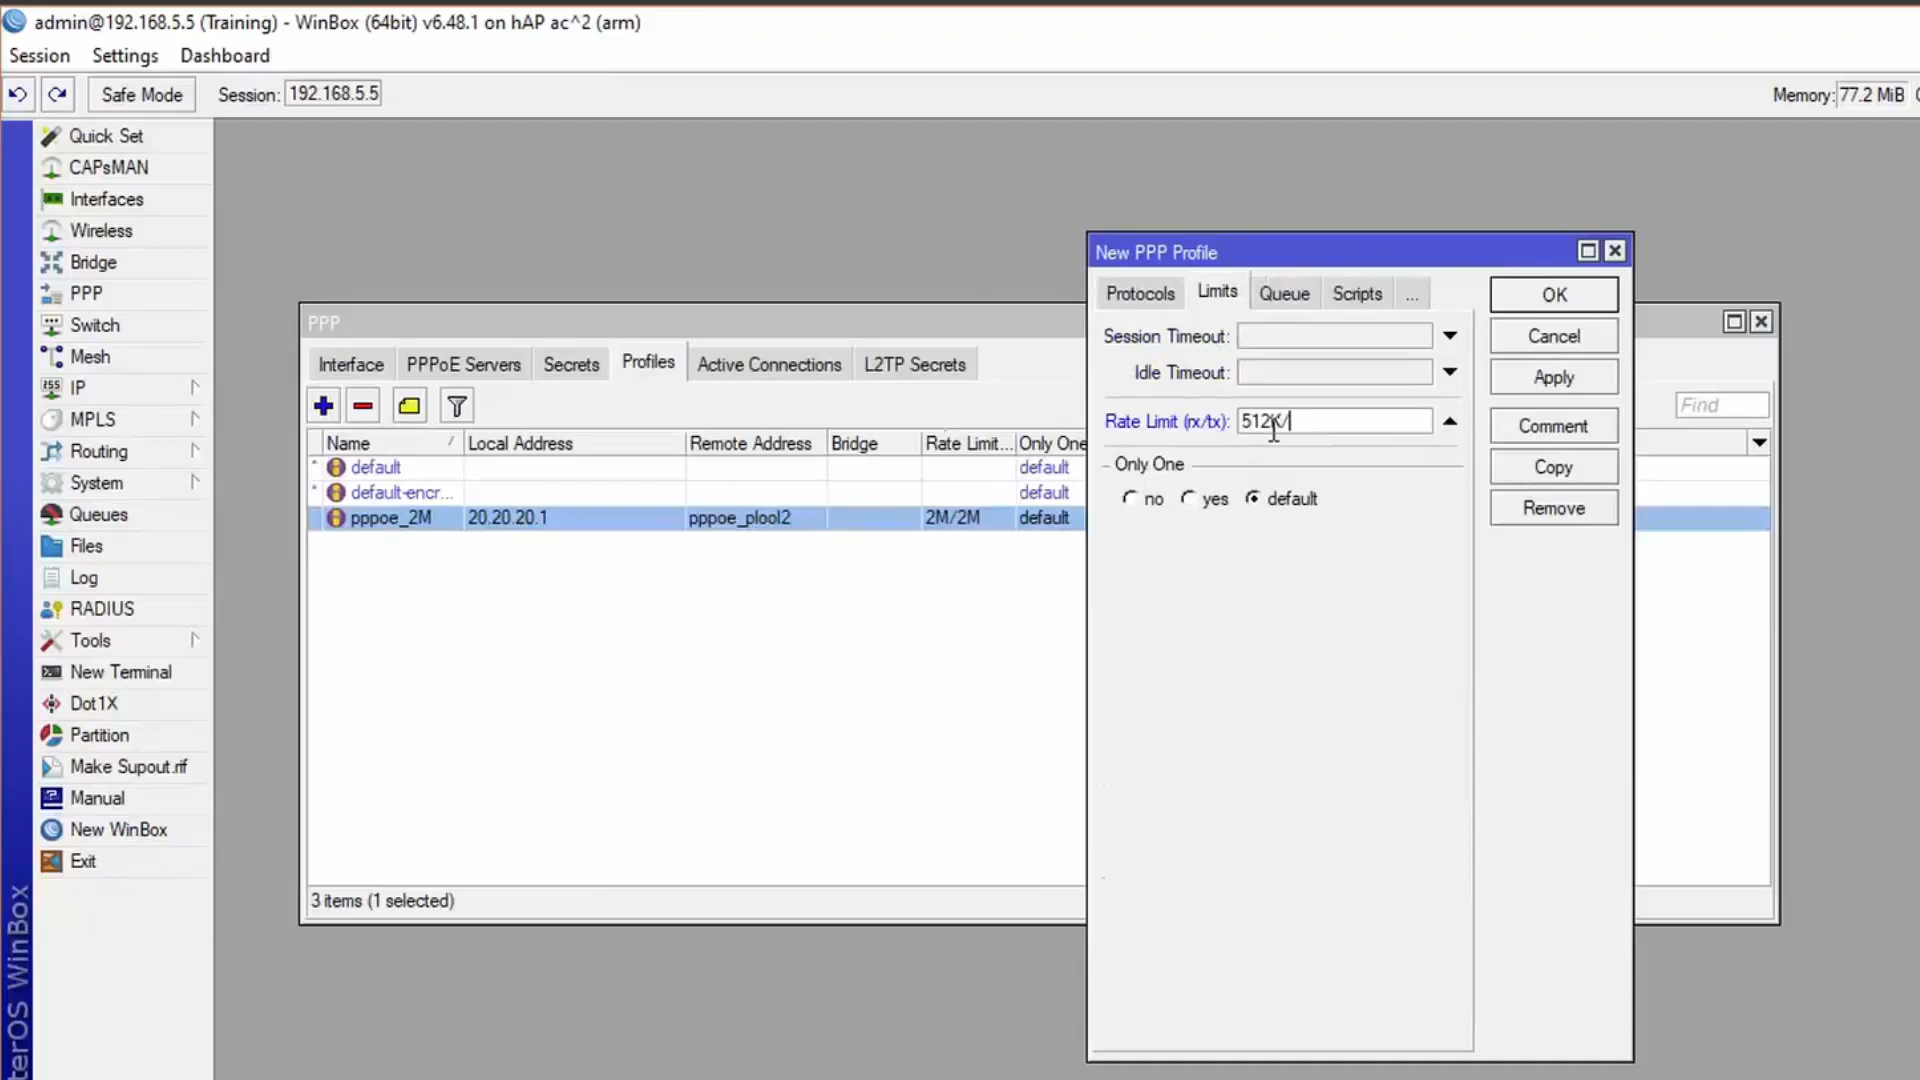 admin@192.168.5.5 (Training) - WinBox (64bit) v6.48.1 on hAP ac^2 (arm)
Session Settings Dashboard
Safe Mode Session: 192.168.5.5 Memory: 77.2 MiB
Quick Set
CAPsMAN
Interfaces
Wireless
Bridge
PPP
Switch
Mesh
IP
MPLS
Routing
System
Queues
Files
Log
RADIUS
Tools
New Terminal
Dot1X
Partition
Make Supout.rif
Manual
New WinBox
Exit
terOS WinBox
PPP
Interface PPPoE Servers Secrets Profiles Active Connections L2TP Secrets
Find
Name Local Address Remote Address Bridge Rate Limit... Only One
default default
default-encr... default
pppoe_2M 20.20.20.1 pppoe_plool2 2M/2M default
3 items (1 selected)
New PPP Profile
Protocols Limits Queue Scripts ...
Session Timeout:
Idle Timeout:
Rate Limit (rx/tx): 512K/
Only One
no yes default
OK
Cancel
Apply
Comment
Copy
Remove